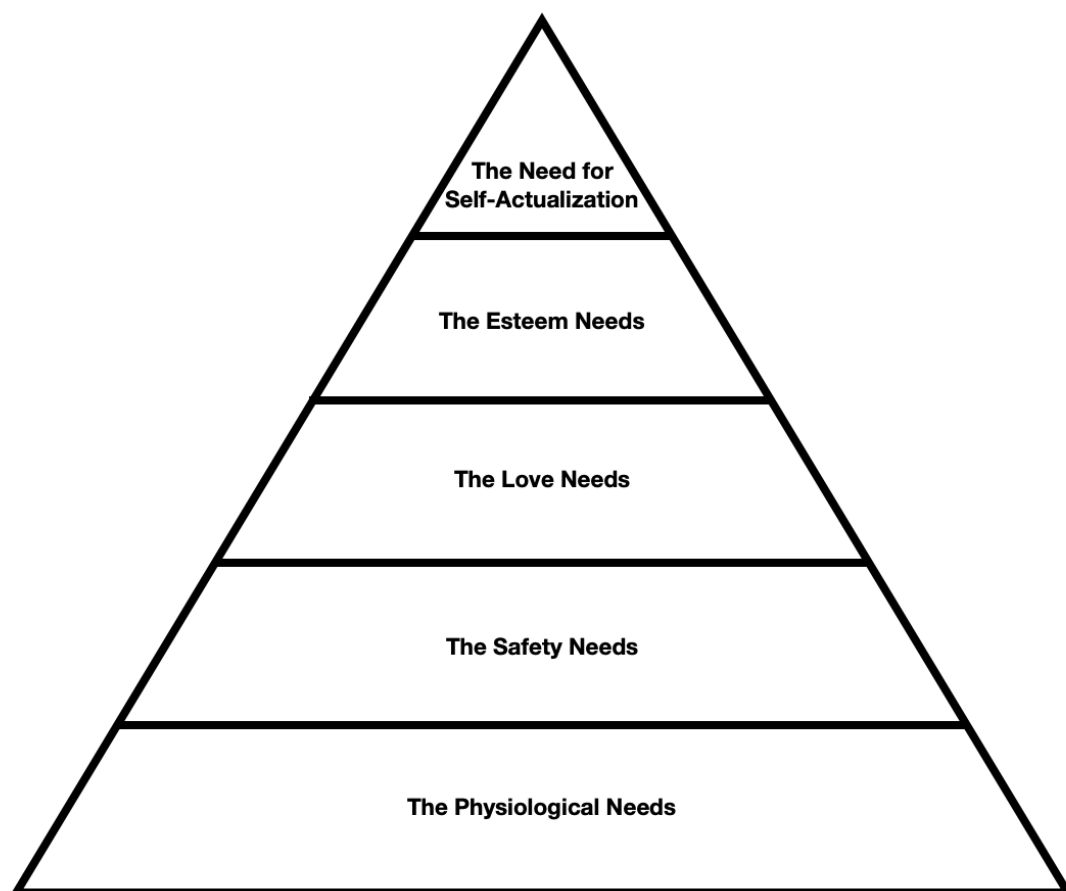 The Need for
Self-Actualization
The Esteem Needs
The Love Needs
The Safety Needs
The Physiological Needs